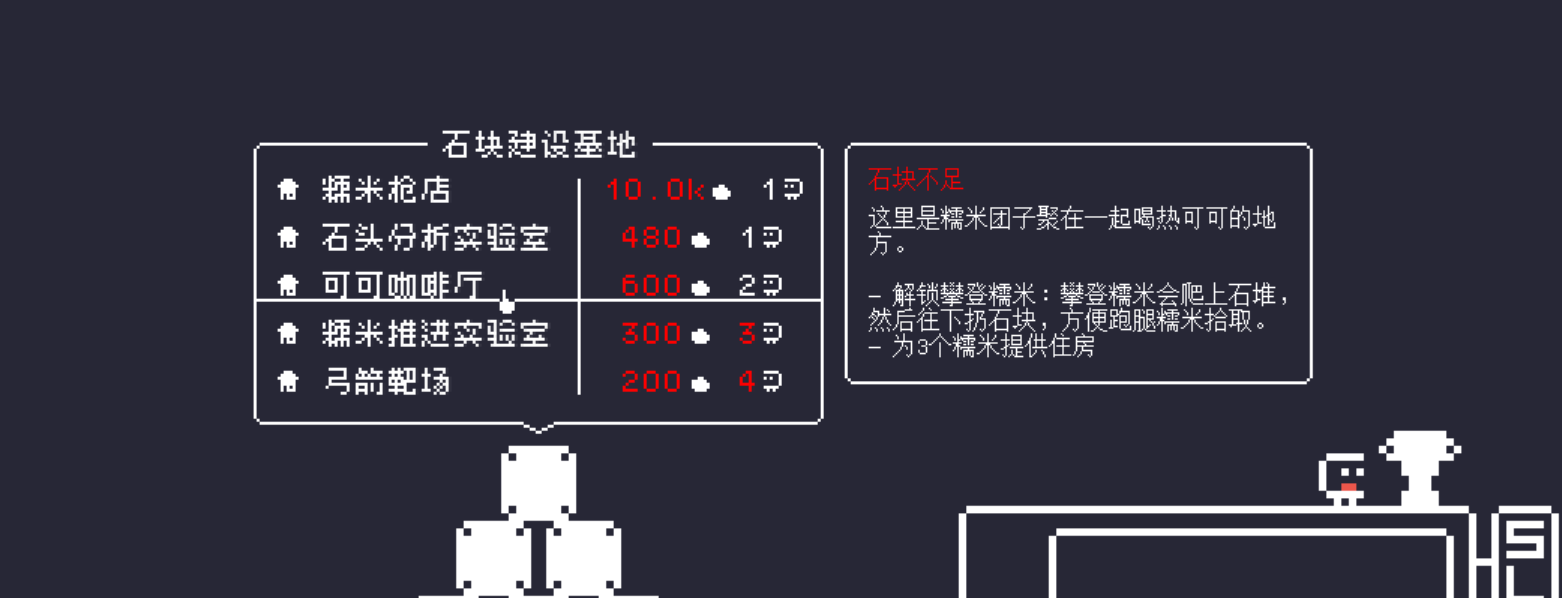 石块建设基地
糯米枪店 10.0k 1
石头分析实验室 480 1
可可咖啡厅 600 2
糯米推进实验室 300 3
弓箭靶场 200 4
石块不足
这里是糯米团子聚在一起喝热可可的地
方。
- 解锁攀登糯米：攀登糯米会爬上石堆，
然后往下扔石块，方便跑腿糯米拾取。
- 为3个糯米提供住房